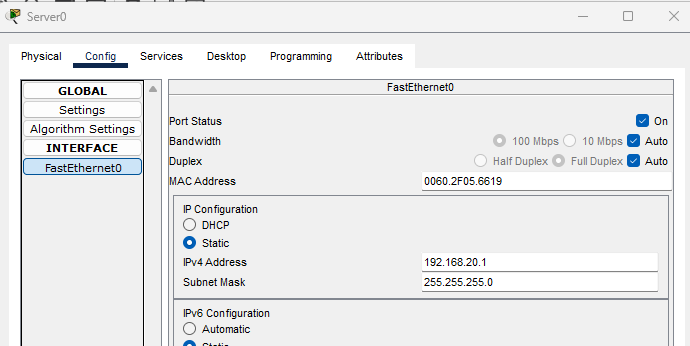 Server0
Physical Config Services Desktop Programming Attributes
GLOBAL
Settings
Algorithm Settings
INTERFACE
FastEthernet0
FastEthernet0
Port Status On
Bandwidth 100 Mbps 10 Mbps Auto
Duplex Half Duplex Full Duplex Auto
MAC Address 0060.2F05.6619
IP Configuration
DHCP
Static
IPv4 Address 192.168.20.1
Subnet Mask 255.255.255.0
IPv6 Configuration
Automatic
Static